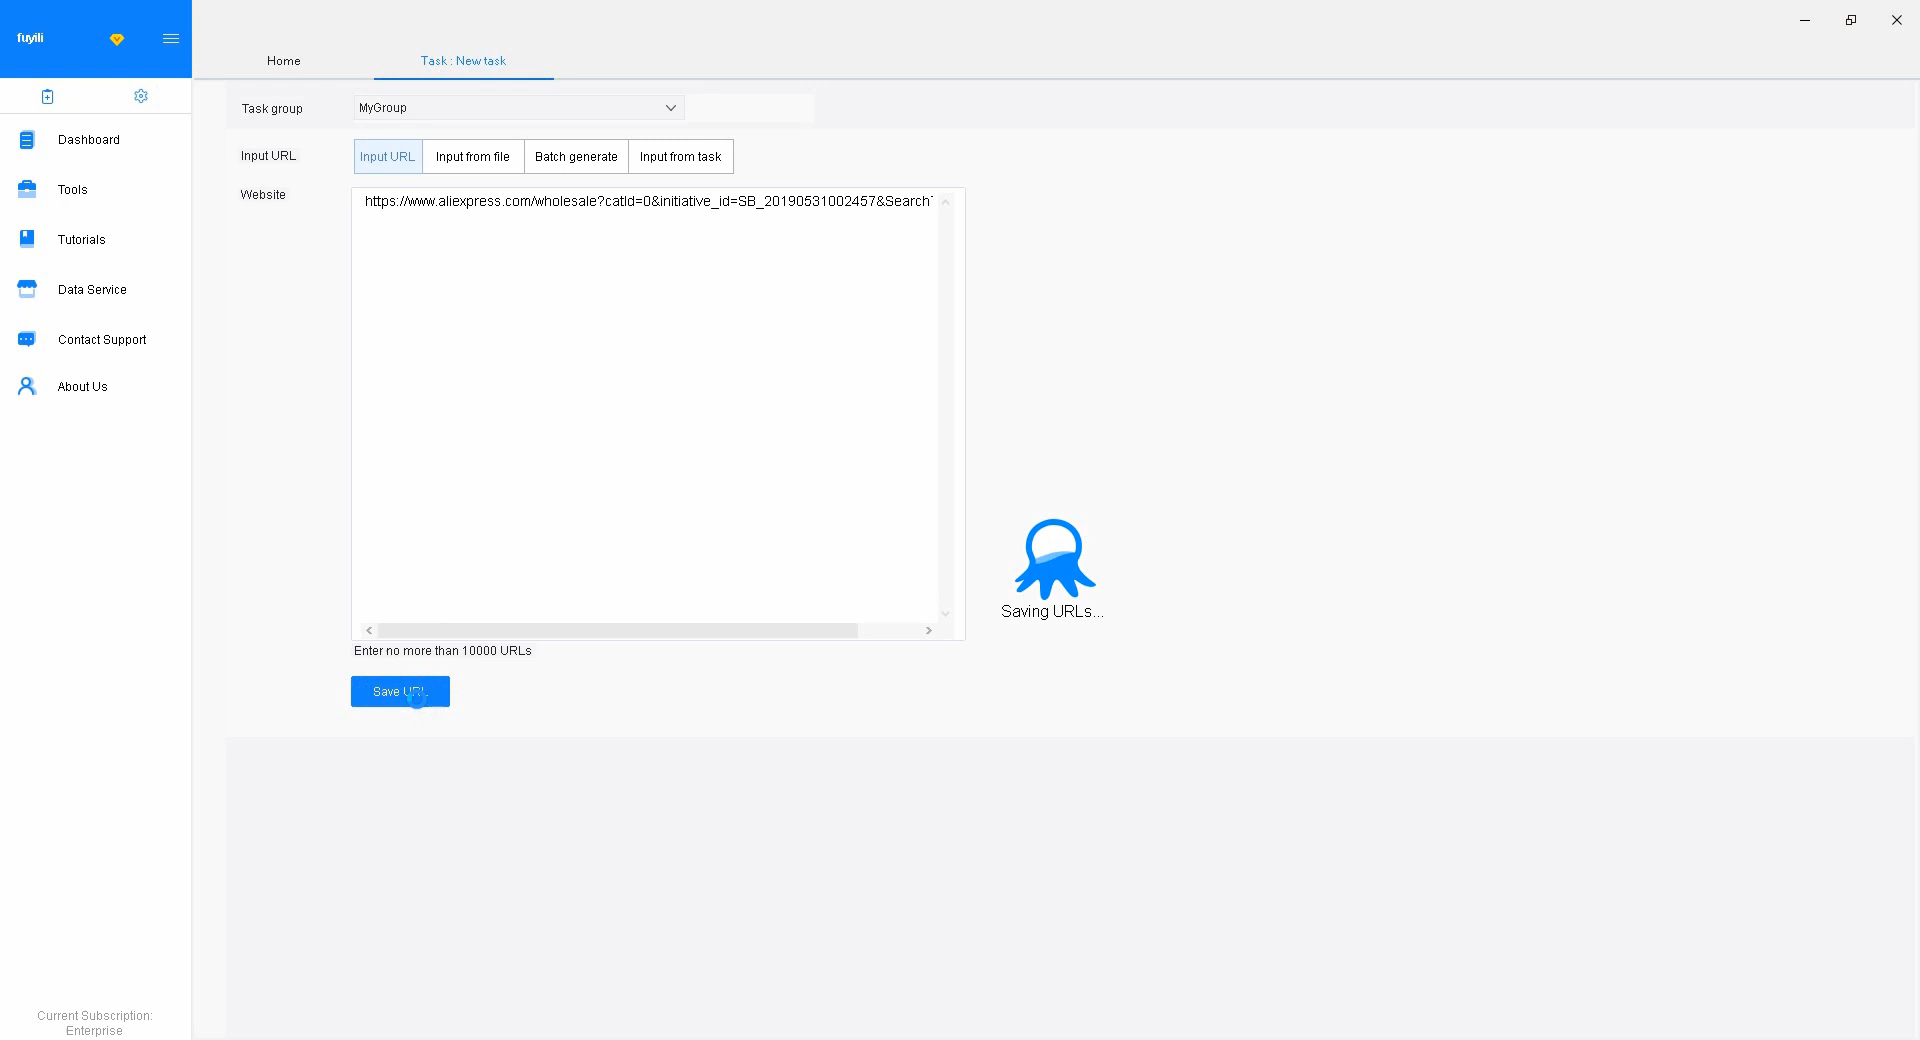 fuyili
Home
Task : New task
Task group
MyGroup
Dashboard
Input URL
Input URL
Input from file
Batch generate
Input from task
Tools
Website
https://www.aliexpress.com/wholesale?catId=0&initiative_id=SB_20190531002457&Search
Tutorials
Data Service
Contact Support
About Us
Saving URLs...
Enter no more than 10000 URLs
Save URL
Current Subscription:
Enterprise